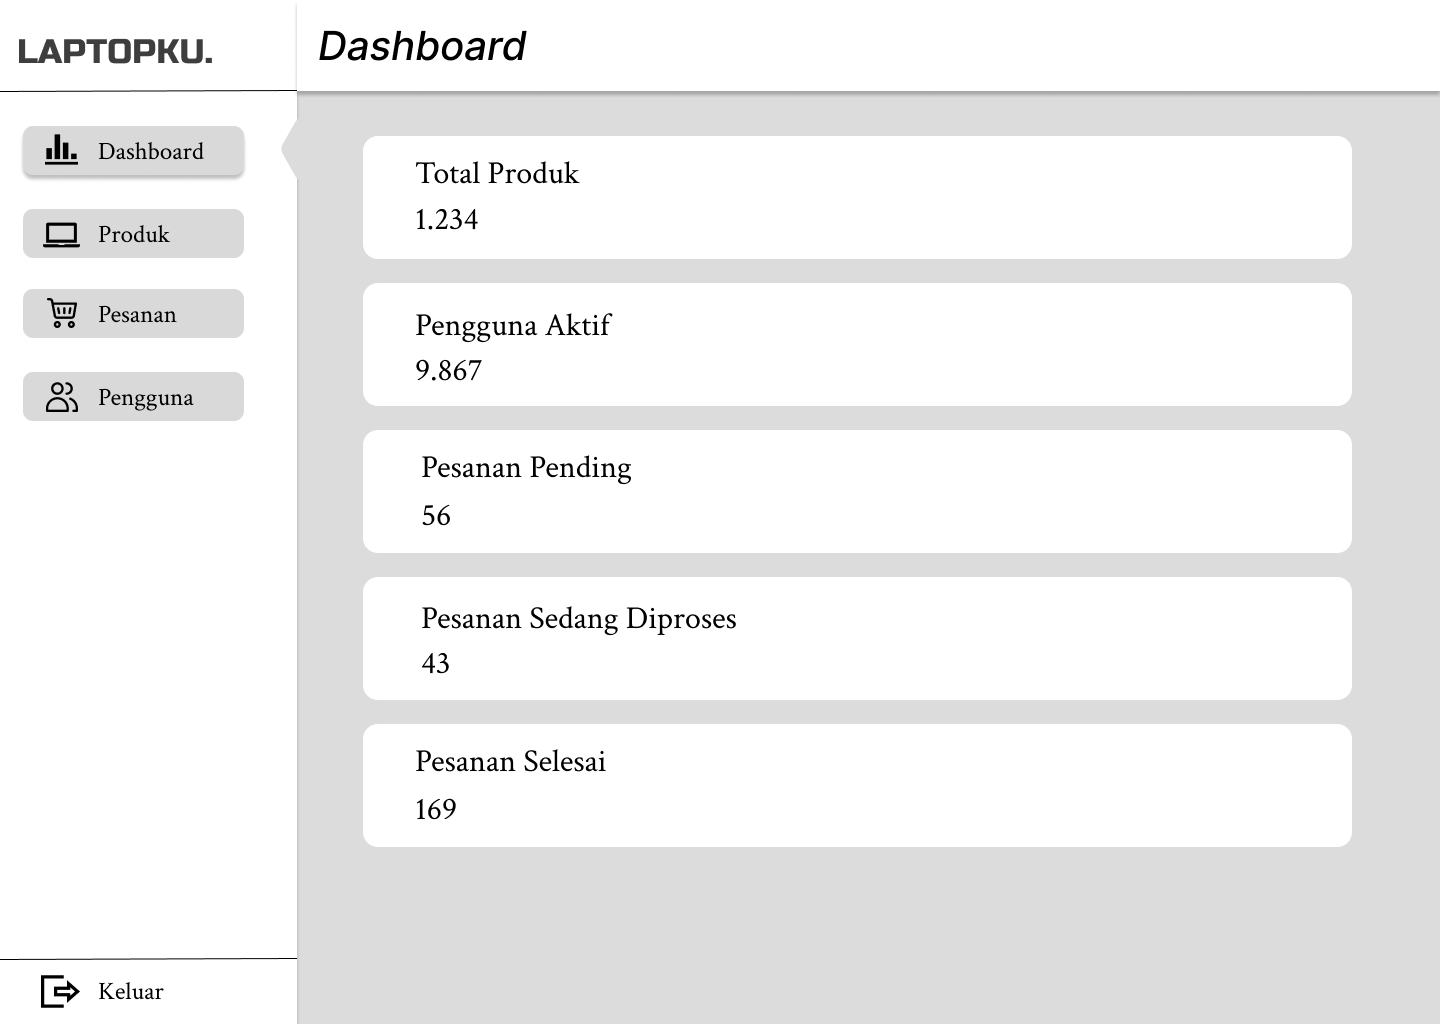 LAPTOPKU.
Dashboard
Dashboard
Produk
Pesanan
Pengguna
Keluar
Total Produk
1.234
Pengguna Aktif
9.867
Pesanan Pending
56
Pesanan Sedang Diproses
43
Pesanan Selesai
169